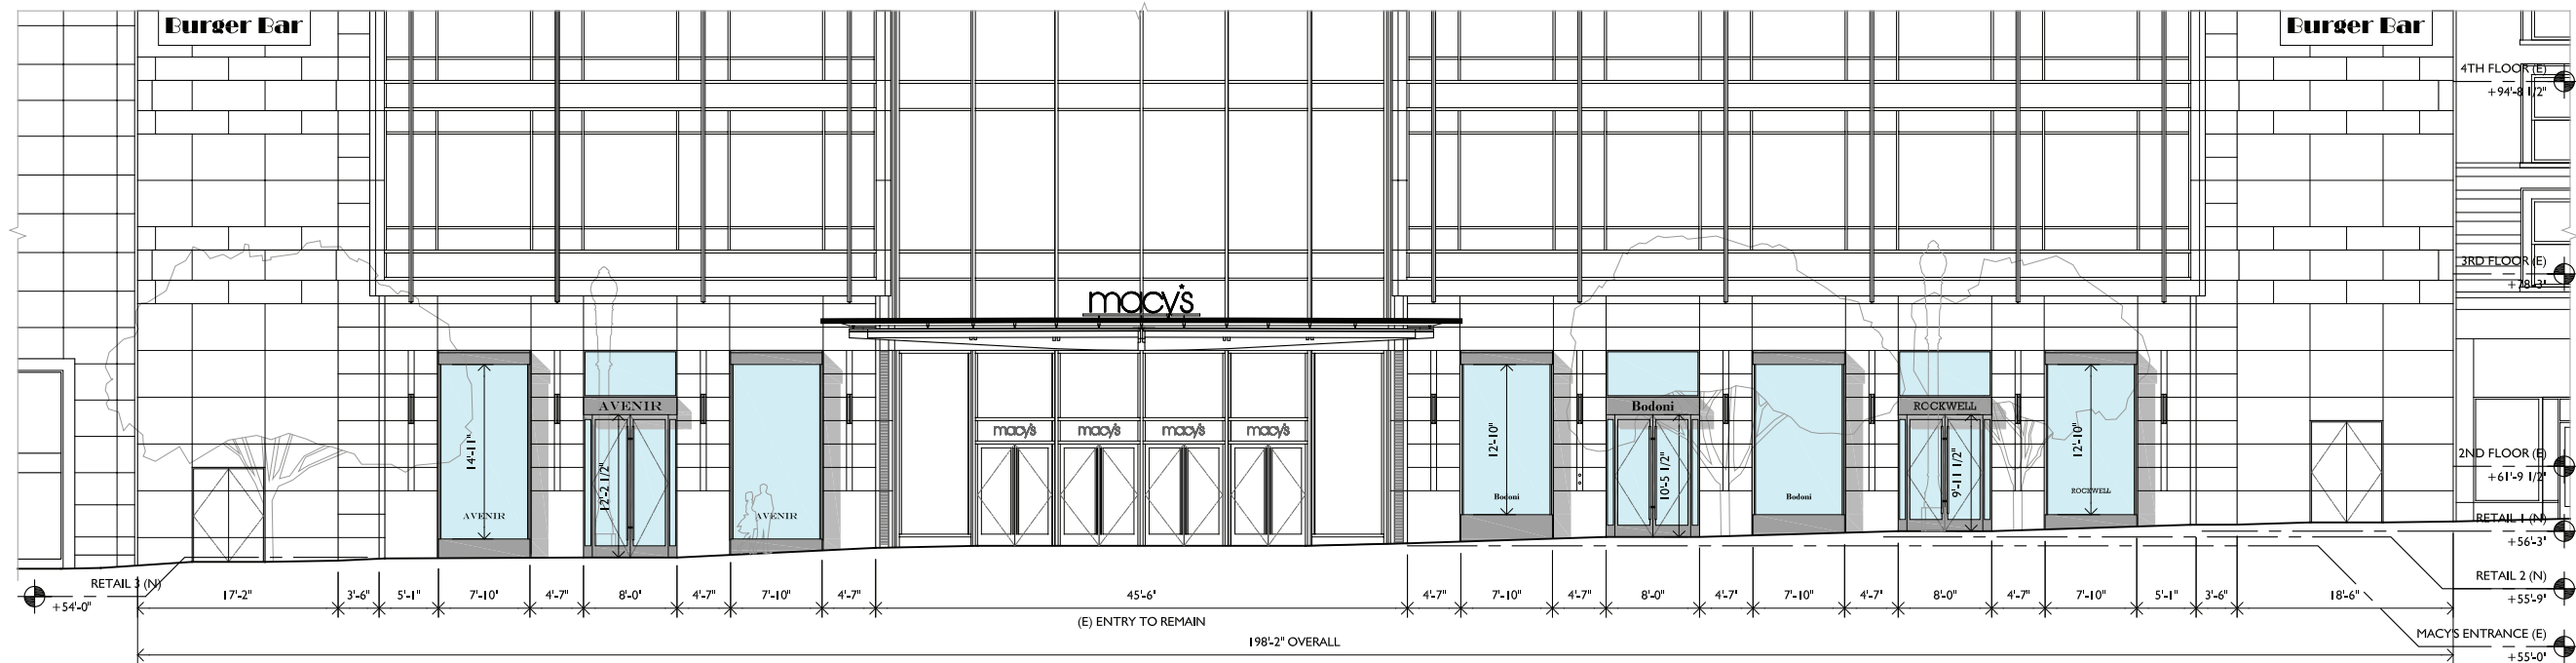 Burger Bar
Burger Bar
4TH FLOOR (E)
+94'-8 1/2"
3RD FLOOR (E)
+78'-3"
macy's
AVENIR
Bodoni
ROCKWELL
macy's macy's macy's macy's
14'-11"
12'-2 1/2"
12'-10"
10'-5 1/2"
9'-11 1/2"
12'-10"
2ND FLOOR (E)
+61'-9 1/2"
AVENIR
AVENIR
Bodoni
Bodoni
ROCKWELL
RETAIL 1 (N)
+56'-3"
RETAIL 3 (N)
+54'-0"
17'-2" 3'-6" 5'-1" 7'-10" 4'-7" 8'-0" 4'-7" 7'-10" 4'-7" 45'-6" 4'-7" 7'-10" 4'-7" 8'-0" 4'-7" 7'-10" 4'-7" 8'-0" 4'-7" 7'-10" 5'-1" 3'-6" 18'-6"
RETAIL 2 (N)
+55'-9"
(E) ENTRY TO REMAIN
198'-2" OVERALL
MACY'S ENTRANCE (E)
+55'-0"